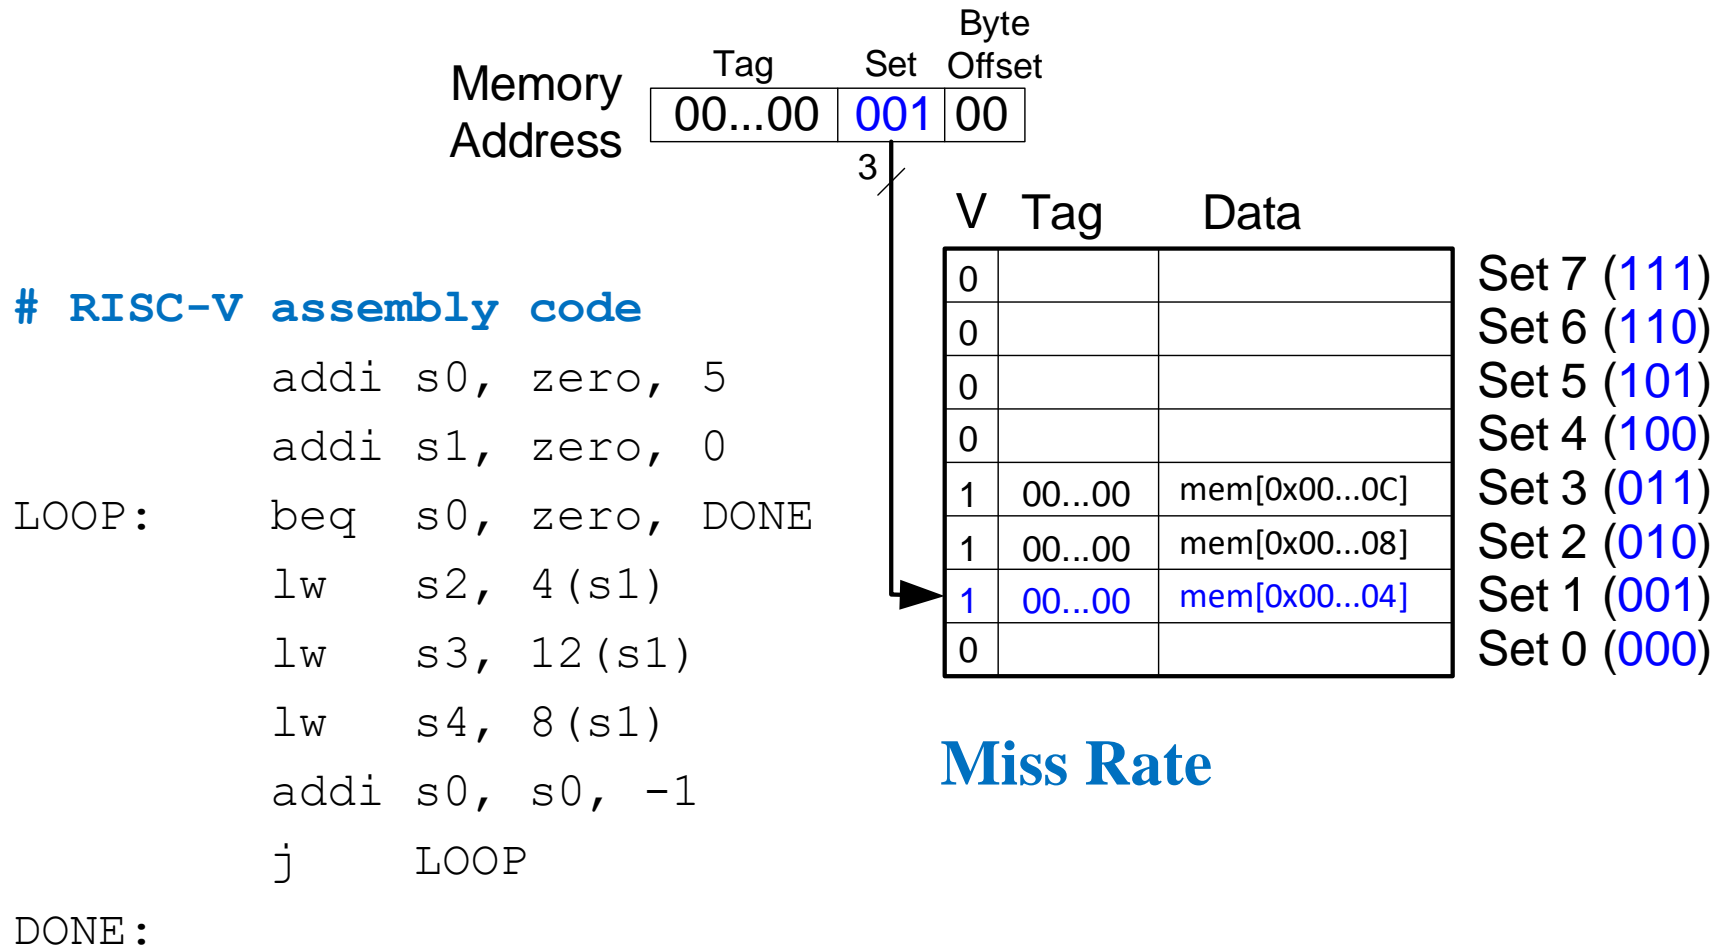 Byte
Tag Set Offset
Memory Address 00...00 001 00
3
V Tag Data
# RISC-V assembly code
addi s0, zero, 5
addi s1, zero, 0
LOOP: beq s0, zero, DONE
lw s2, 4(s1)
lw s3, 12(s1)
lw s4, 8(s1)
addi s0, s0, -1
j LOOP
DONE:
0 Set 7 (111)
0 Set 6 (110)
0 Set 5 (101)
0 Set 4 (100)
1 00...00 mem[0x00...0C] Set 3 (011)
1 00...00 mem[0x00...08] Set 2 (010)
1 00...00 mem[0x00...04] Set 1 (001)
0 Set 0 (000)
Miss Rate